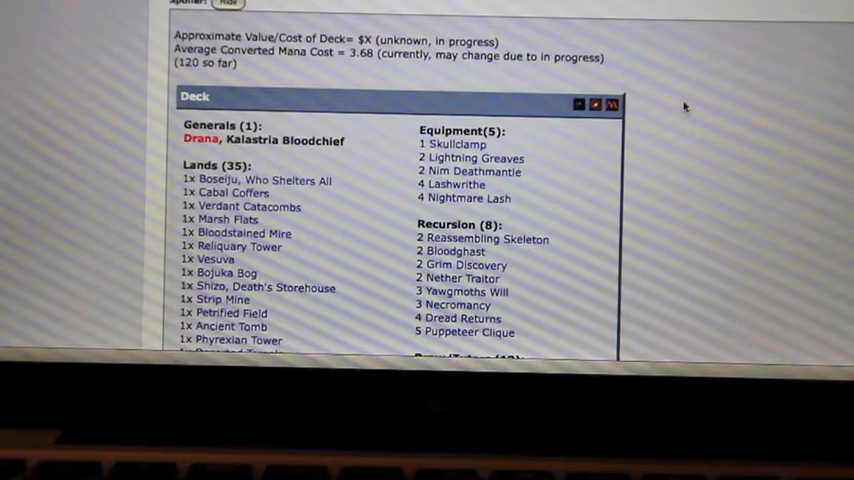 Hide
Approximate Value/Cost of Deck= $X (unknown, in progress)
Average Converted Mana Cost = 3.68 (currently, may change due to in progress)
(120 so far)
Deck
Generals (1):
Drana, Kalastria Bloodchief
Lands (35):
1x Boseiju, Who Shelters All
1x Cabal Coffers
1x Verdant Catacombs
1x Marsh Flats
1x Bloodstained Mire
1x Reliquary Tower
1x Vesuva
1x Bojuka Bog
1x Shizo, Death's Storehouse
1x Strip Mine
1x Petrified Field
1x Ancient Tomb
1x Phyrexian Tower
Equipment(5):
1 Skullclamp
2 Lightning Greaves
2 Nim Deathmantle
4 Lashwrithe
4 Nightmare Lash
Recursion (8):
2 Reassembling Skeleton
2 Bloodghast
2 Grim Discovery
2 Nether Traitor
3 Yawgmoths Will
3 Necromancy
4 Dread Returns
5 Puppeteer Clique